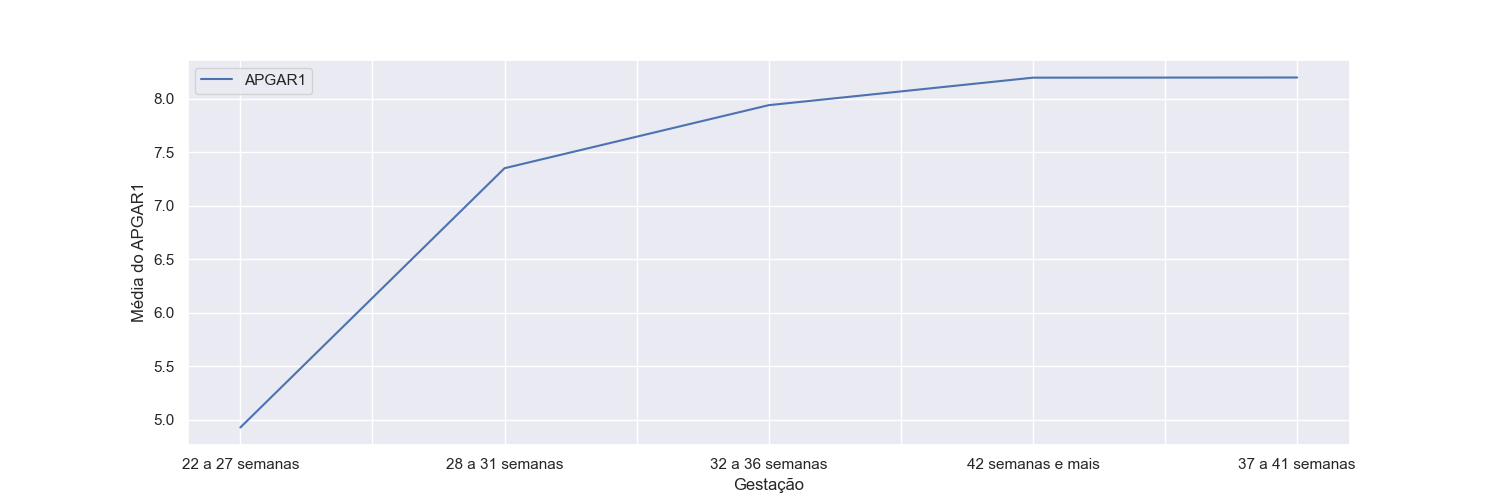 APGAR1
Média do APGAR1
8.0
7.5
7.0
6.5
6.0
5.5
5.0
22 a 27 semanas
28 a 31 semanas
32 a 36 semanas
42 semanas e mais
37 a 41 semanas
Gestação